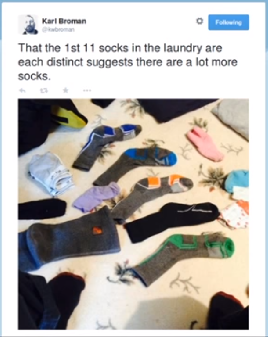 Karl Broman
@kwbroman
Following
That the 1st 11 socks in the laundry are
each distinct suggests there are a lot more
socks.